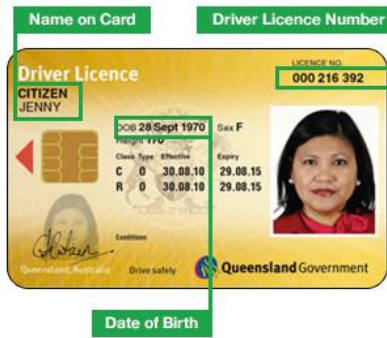 Name on Card
Driver Licence Number
Driver Licence
LICENCE NO.
000 216 392
CITIZEN
JENNY
DOB 28 Sept 1970 Sex F
Height 170
Class Type Effective Expiry
C O 30.08.10 29.08.15
R O 30.08.10 29.08.15
Conditions
Queensland, Australia
Drive safely
Queensland Government
Date of Birth